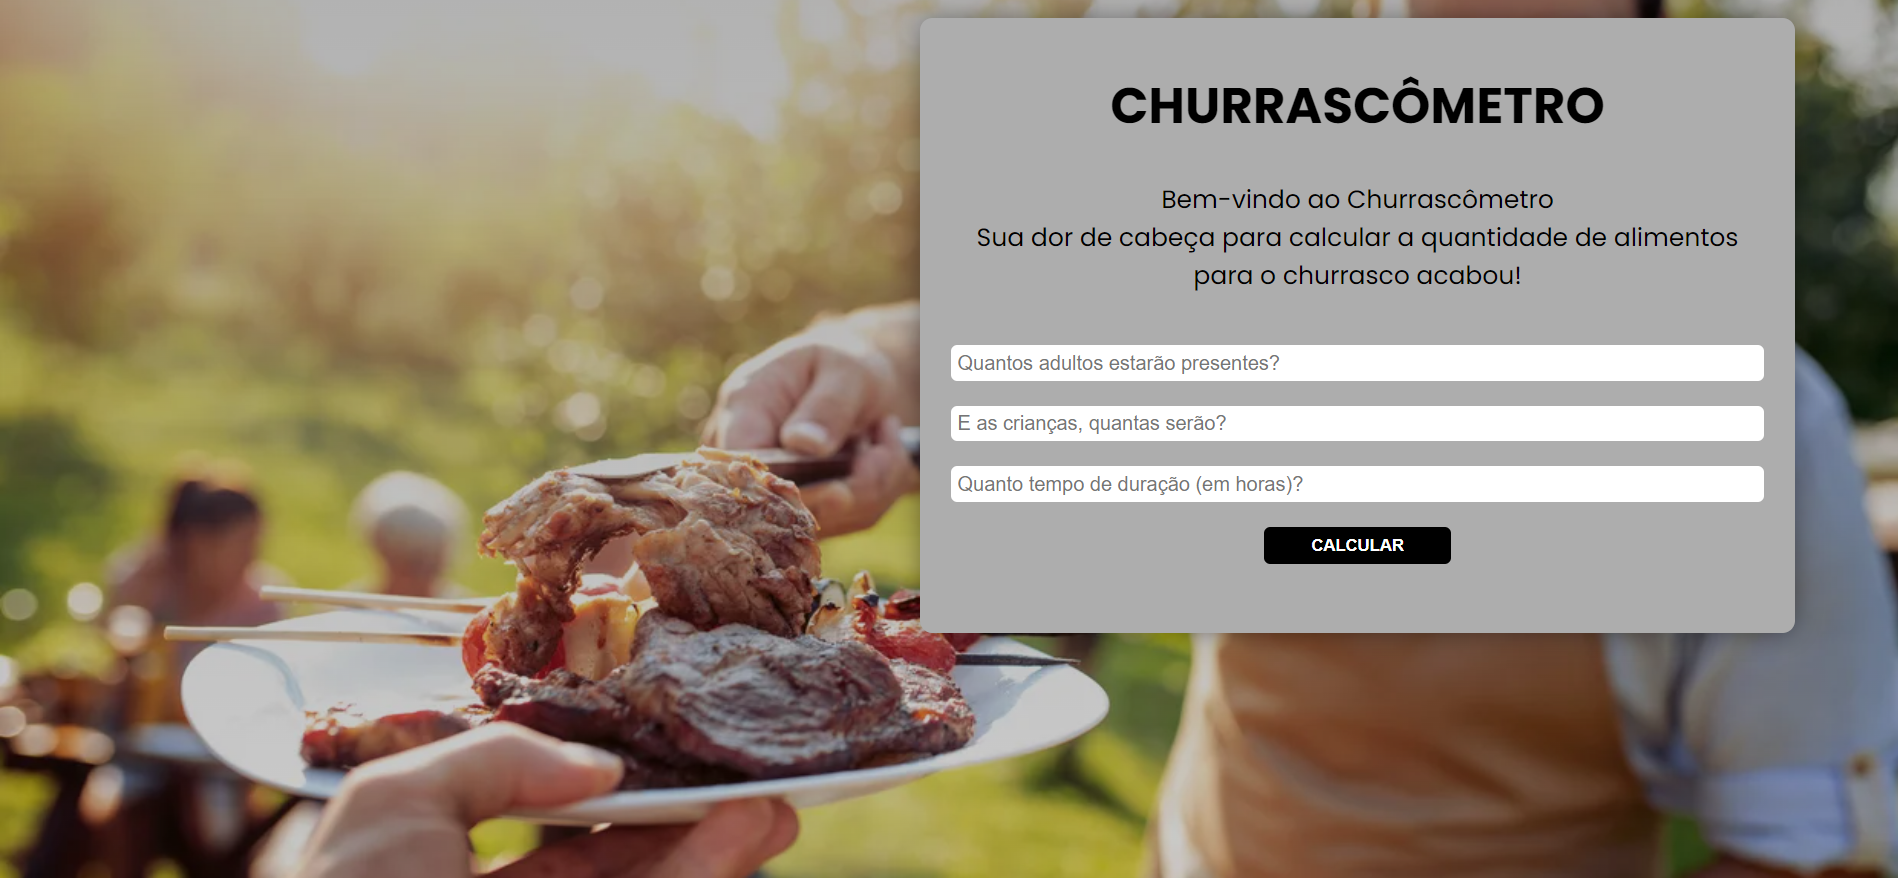 CHURRASCÔMETRO
Bem-vindo ao Churrascômetro
Sua dor de cabeça para calcular a quantidade de alimentos
para o churrasco acabou!
Quantos adultos estarão presentes?
E as crianças, quantas serão?
Quanto tempo de duração (em horas)?
CALCULAR